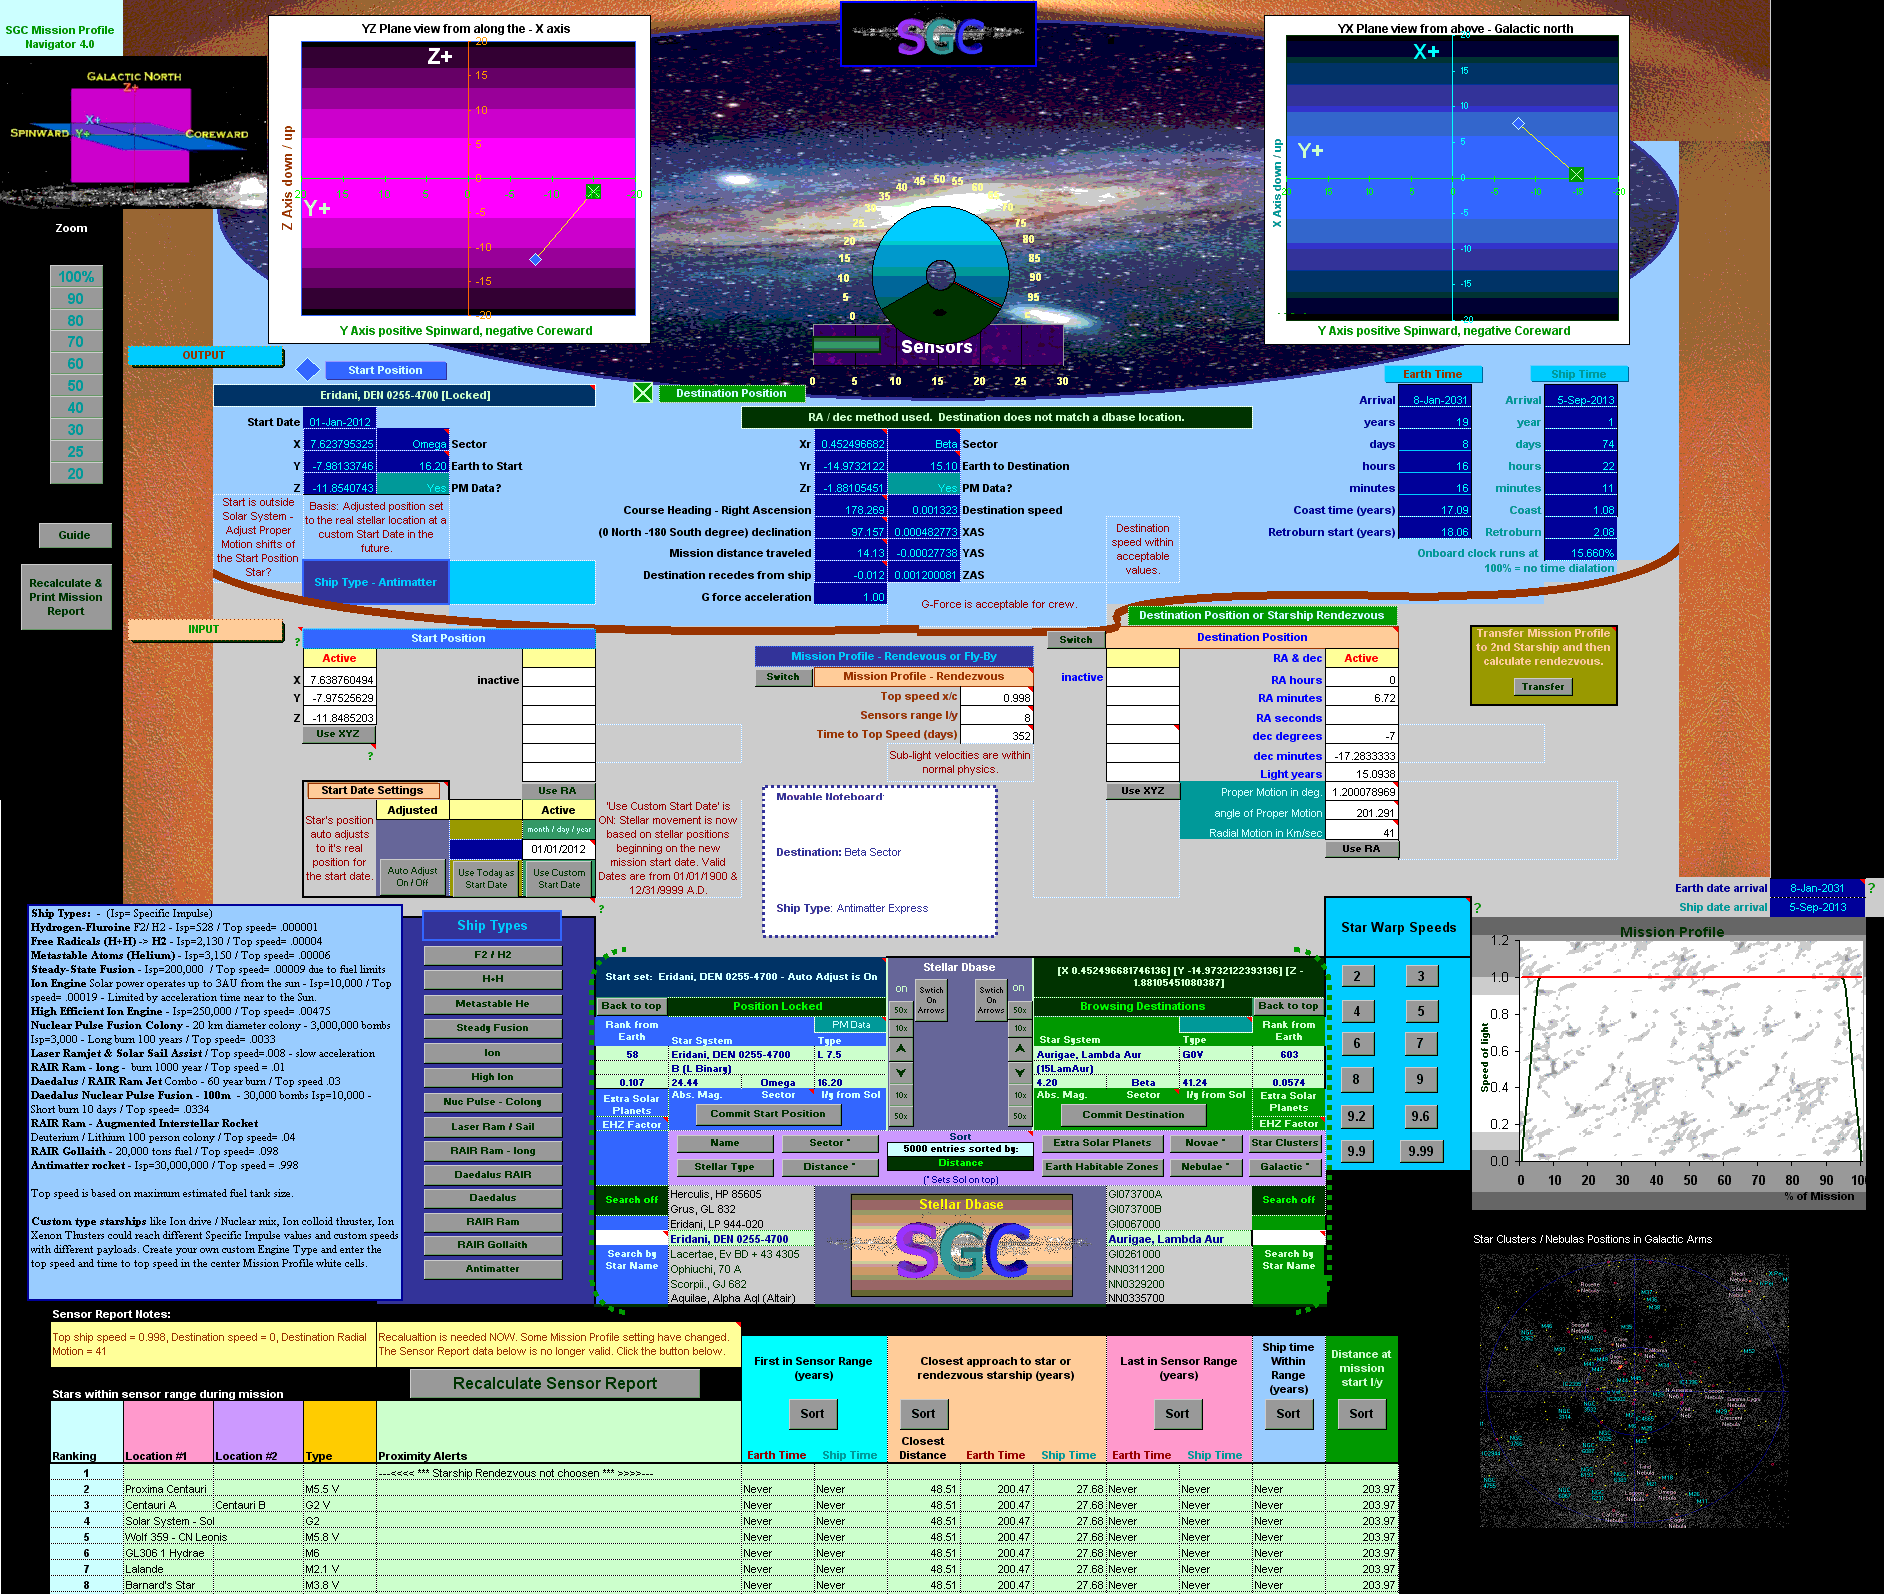 SGC Mission Profile
Navigator 4.0
GALACTIC NORTH
Z+
X+
SPINWARD
Y+
COREWARD
YZ Plane view from along the - X axis
Z+
Y+
Z Axis down / up
Y Axis positive Spinward, negative Coreward
SGC
YX Plane view from above - Galactic north
X+
Y+
X Axis down / up
Y Axis positive Spinward, negative Coreward
0 5 10 15 20 25 30 35 40 45 50 55 60 65 70 75 80 85 90 95
Sensors
0 5 10 15 20 25 30
Zoom
100%
90
80
70
60
50
40
30
25
20
Guide
Recalculate &
Print Mission
Report
OUTPUT
Start Position
Eridani, DEN 0255-4700 [Locked]
Start Date 01-Jan-2012
X 7.623795325 Omega Sector
Y -7.98133746 16.20 Earth to Start
Z -11.8540743 Yes PM Data?
Start is outside
Solar System -
Adjust Proper
Motion shifts of
the Start Position
Star?
Basis: Adjusted position set
to the real stellar location at a
custom Start Date in the
future.
Ship Type - Antimatter
Destination Position
RA / dec method used. Destination does not match a dbase location.
Xr 0.452496682 Beta Sector
Yr -14.9732122 15.10 Earth to Destination
Zr -1.88105451 Yes PM Data?
Course Heading - Right Ascension 178.269 0.001323 Destination speed
(0 North -180 South degree) declination 97.157 0.000482773 XAS
Mission distance traveled 14.13 -0.00027738 YAS
Destination recedes from ship -0.012 0.001200081 ZAS
G force acceleration 1.00
G-Force is acceptable for crew.
Destination
speed within
acceptable
values.
Earth Time Ship Time
Arrival 8-Jan-2031 Arrival 5-Sep-2013
years 19 year 1
days 8 days 74
hours 16 hours 22
minutes 16 minutes 11
Coast time (years) 17.09 Coast 1.08
Retroburn start (years) 18.06 Retroburn 2.08
Onboard clock runs at 15.660%
100% = no time dialation
INPUT
?
Start Position
Active
X 7.638760494 inactive
Y -7.97525629
Z -11.8485203
Use XYZ
?
Use RA
Start Date Settings
Adjusted
Active
Star's position
auto adjusts
to it's real
position for
the start date.
month / day / year
01/01/2012
Auto Adjust
On / Off
Use Today as
Start Date
Use Custom
Start Date
'Use Custom Start Date' is
ON: Stellar movement is now
based on stellar positions
beginning on the new
mission start date. Valid
Dates are from 01/01/1900 &
12/31/9999 A.D.
?
Mission Profile - Rendevous or Fly-By
Switch
Mission Profile - Rendezvous
Top speed x/c 0.998
Sensors range l/y 8
Time to Top Speed (days) 352
Sub-light velocities are within
normal physics.
Movable Noteboard:
Destination: Beta Sector
Ship Type: Antimatter Express
Destination Position or Starship Rendezvous
Switch
Destination Position
inactive
RA & dec Active
RA hours 0
RA minutes 6.72
RA seconds
dec degrees -7
dec minutes -17.2833333
Light years 15.0938
Use XYZ
Proper Motion in deg. 1.200078969
angle of Proper Motion 201.291
Radial Motion in Km/sec 41
Use RA
Transfer Mission Profile
to 2nd Starship and then
calculate rendezvous.
Transfer
Earth date arrival 8-Jan-2031 ?
Ship date arrival 5-Sep-2013
Ship Types: - (Isp= Specific Impulse)
Hydrogen-Fluroine F2/ H2 - Isp=528 / Top speed= .000001
Free Radicals (H+H) -> H2 - Isp=2,130 / Top speed= .00004
Metastable Atoms (Helium) - Isp=3,150 / Top speed= .00006
Steady-State Fusion - Isp=200,000 / Top speed= .00009 due to fuel limits
Ion Engine Solar power operates up to 3AU from the sun - Isp=10,000 / Top
speed= .00019 - Limited by acceleration time near to the Sun.
High Efficient Ion Engine - Isp=250,000 / Top speed= .00475
Nuclear Pulse Fusion Colony - 20 km diameter colony - 3,000,000 bombs
Isp=3,000 - Long burn 100 years / Top speed= .0033
Laser Ramjet & Solar Sail Assist / Top speed=.008 - slow acceleration
RAIR Ram - long - burn 1000 year / Top speed = .01
Daedalus / RAIR Ram Jet Combo - 60 year burn / Top speed .03
Daedalus Nuclear Pulse Fusion - 100m - 30,000 bombs Isp=10,000 -
Short burn 10 days / Top speed= .0334
RAIR Ram - Augmented Interstellar Rocket
Deuterium / Lithium 100 person colony / Top speed= .04
RAIR Gollaith - 20,000 tons fuel / Top speed= .098
Antimatter rocket - Isp=30,000,000 / Top speed = .998
Top speed is based on maximum estimated fuel tank size.
Custom type starships like Ion drive / Nuclear mix, Ion colloid thruster, Ion
Xenon Thusters could reach different Specific Impulse values and custom speeds
with different payloads. Create your own custom Engine Type and enter the
top speed and time to top speed in the center Mission Profile white cells.
Ship Types
F2 / H2
H+H
Metastable He
Steady Fusion
Ion
High Ion
Nuc Pulse - Colony
Laser Ram / Sail
RAIR Ram - long
Daedalus RAIR
Daedalus
RAIR Ram
RAIR Gollaith
Antimatter
Start set: Eridani, DEN 0255-4700 - Auto Adjust is On
Back to top
Position Locked
Rank from
Earth
PM Data
Star System Type
58 Eridani, DEN 0255-4700 L 7.5
B (L Binary)
0.107 24.44 Omega 16.20
Extra Solar
Planets
Abs. Mag. Sector l/y from Sol
Commit Start Position
EHZ Factor
Stellar Dbase
on
Swtich
On
Arrows
Swtich
On
Arrows
on
50x
10x
10x
50x
50x
10x
10x
50x
[X 0.452496681746136] [Y -14.9732122393136] [Z -
1.88105451080387]
Browsing Destinations
Back to top
Star System Type
Rank from
Earth
Aurigae, Lambda Aur G0V 603
(15LamAur)
4.20 Beta 41.24 0.0574
Abs. Mag. Sector l/y from Sol
Extra Solar
Planets
Commit Destination
EHZ Factor
Name
Sector *
Stellar Type
Distance *
Sort
5000 entries sorted by:
Distance
(* Sets Sol on top)
Extra Solar Planets
Novae *
Star Clusters
Earth Habitable Zones
Nebulae *
Galactic *
Search off
Search by
Star Name
Herculis, HP 85605
Grus, GL 832
Eridani, LP 944-020
Eridani, DEN 0255-4700
Lacertae, Ev BD + 43 4305
Ophiuchi, 70 A
Scorpii., GJ 682
Aquilae, Alpha Aql (Altair)
Stellar Dbase
SGC
Gl073700A
Gl073700B
Gl0067000
Aurigae, Lambda Aur
Gl0261000
NN0311200
NN0329200
NN0335700
Search off
Search by
Star Name
Star Warp Speeds
?
2 3
4 5
6 7
8 9
9.2 9.6
9.9 9.99
Mission Profile
Speed of light
1.2
1.0
0.8
0.6
0.4
0.2
0.0
0 10 20 30 40 50 60 70 80 90
% of Mission
Star Clusters / Nebulas Positions in Galactic Arms
Sensor Report Notes:
Top ship speed = 0.998, Destination speed = 0, Destination Radial
Motion = 41
Recalualtion is needed NOW. Some Mission Profile setting have changed.
The Sensor Report data below is no longer valid. Click the button below.
Recalculate Sensor Report
Stars within sensor range during mission
First in Sensor Range
(years)
Sort
Closest approach to star or
rendezvous starship (years)
Sort
Last in Sensor Range
(years)
Sort
Ship time
Within
Range
(years)
Sort
Distance at
mission
start l/y
Sort
Ranking Location #1 Location #2 Type Proximity Alerts Earth Time Ship Time Closest Distance Earth Time Ship Time Earth Time Ship Time
1 ---<<<< *** Starship Rendezvous not choosen *** >>>>---
2 Proxima Centauri M5.5 V Never Never 48.51 200.47 27.68 Never Never Never 203.97
3 Centauri A Centauri B G2 V Never Never 48.51 200.47 27.68 Never Never Never 203.97
4 Solar System - Sol G2 Never Never 48.51 200.47 27.68 Never Never Never 203.97
5 Wolf 359 - CN Leonis M5.8 V Never Never 48.51 200.47 27.68 Never Never Never 203.97
6 GL306 1 Hydrae M6 Never Never 48.51 200.47 27.68 Never Never Never 203.97
7 Lalande M2.1 V Never Never 48.51 200.47 27.68 Never Never Never 203.97
8 Barnard's Star M3.8 V Never Never 48.51 200.47 27.68 Never Never Never 203.97